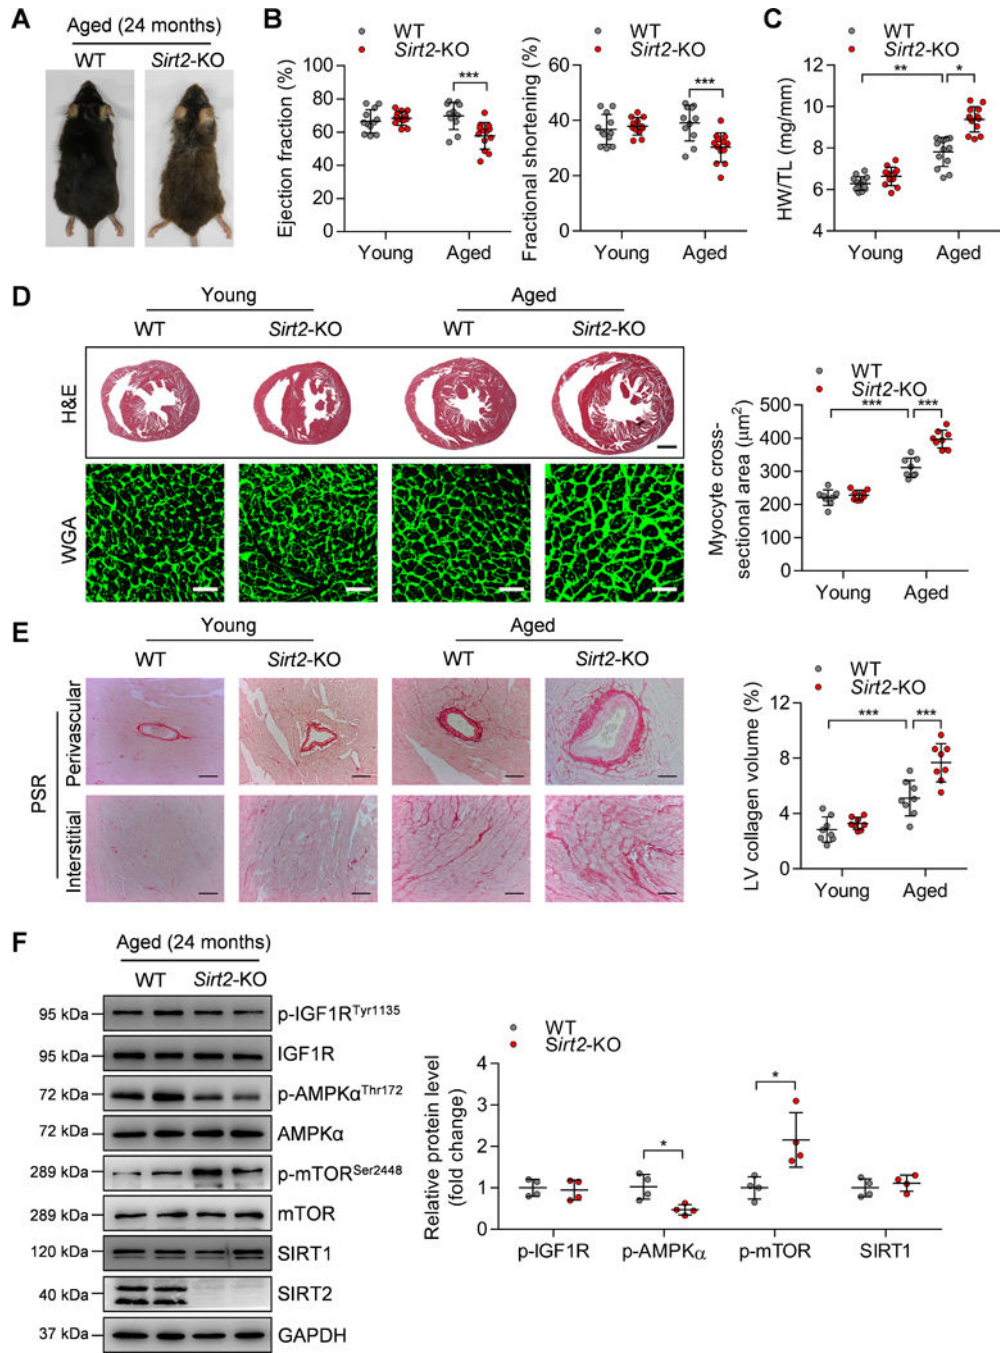 A
Aged (24 months)
WT Sirt2-KO
B
WT
Sirt2-KO
Ejection fraction (%)
100
80
60
40
20
0
***
Young Aged
WT
Sirt2-KO
Fractional shortening (%)
60
40
20
0
***
Young Aged
C
WT
Sirt2-KO
HW/TL (mg/mm)
10
8
6
4
** *
Young Aged
D
Young Aged
WT Sirt2-KO WT Sirt2-KO
H&E
WGA
WT
Sirt2-KO
Myocyte cross-
sectional area (μm²)
500
400
300
200
100
0
*** ***
Young Aged
E
Young Aged
WT Sirt2-KO WT Sirt2-KO
PSR
Perivascular
Interstitial
WT
Sirt2-KO
LV collagen volume (%)
12
8
4
0
*** ***
Young Aged
F
Aged (24 months)
WT Sirt2-KO
95 kDa p-IGF1R^Tyr1135
95 kDa IGF1R
72 kDa p-AMPKα^Thr172
72 kDa AMPKα
289 kDa p-mTOR^Ser2448
289 kDa mTOR
120 kDa SIRT1
40 kDa SIRT2
37 kDa GAPDH
WT
Sirt2-KO
Relative protein level
(fold change)
4
3
2
1
0
* *
p-IGF1R p-AMPKα p-mTOR SIRT1